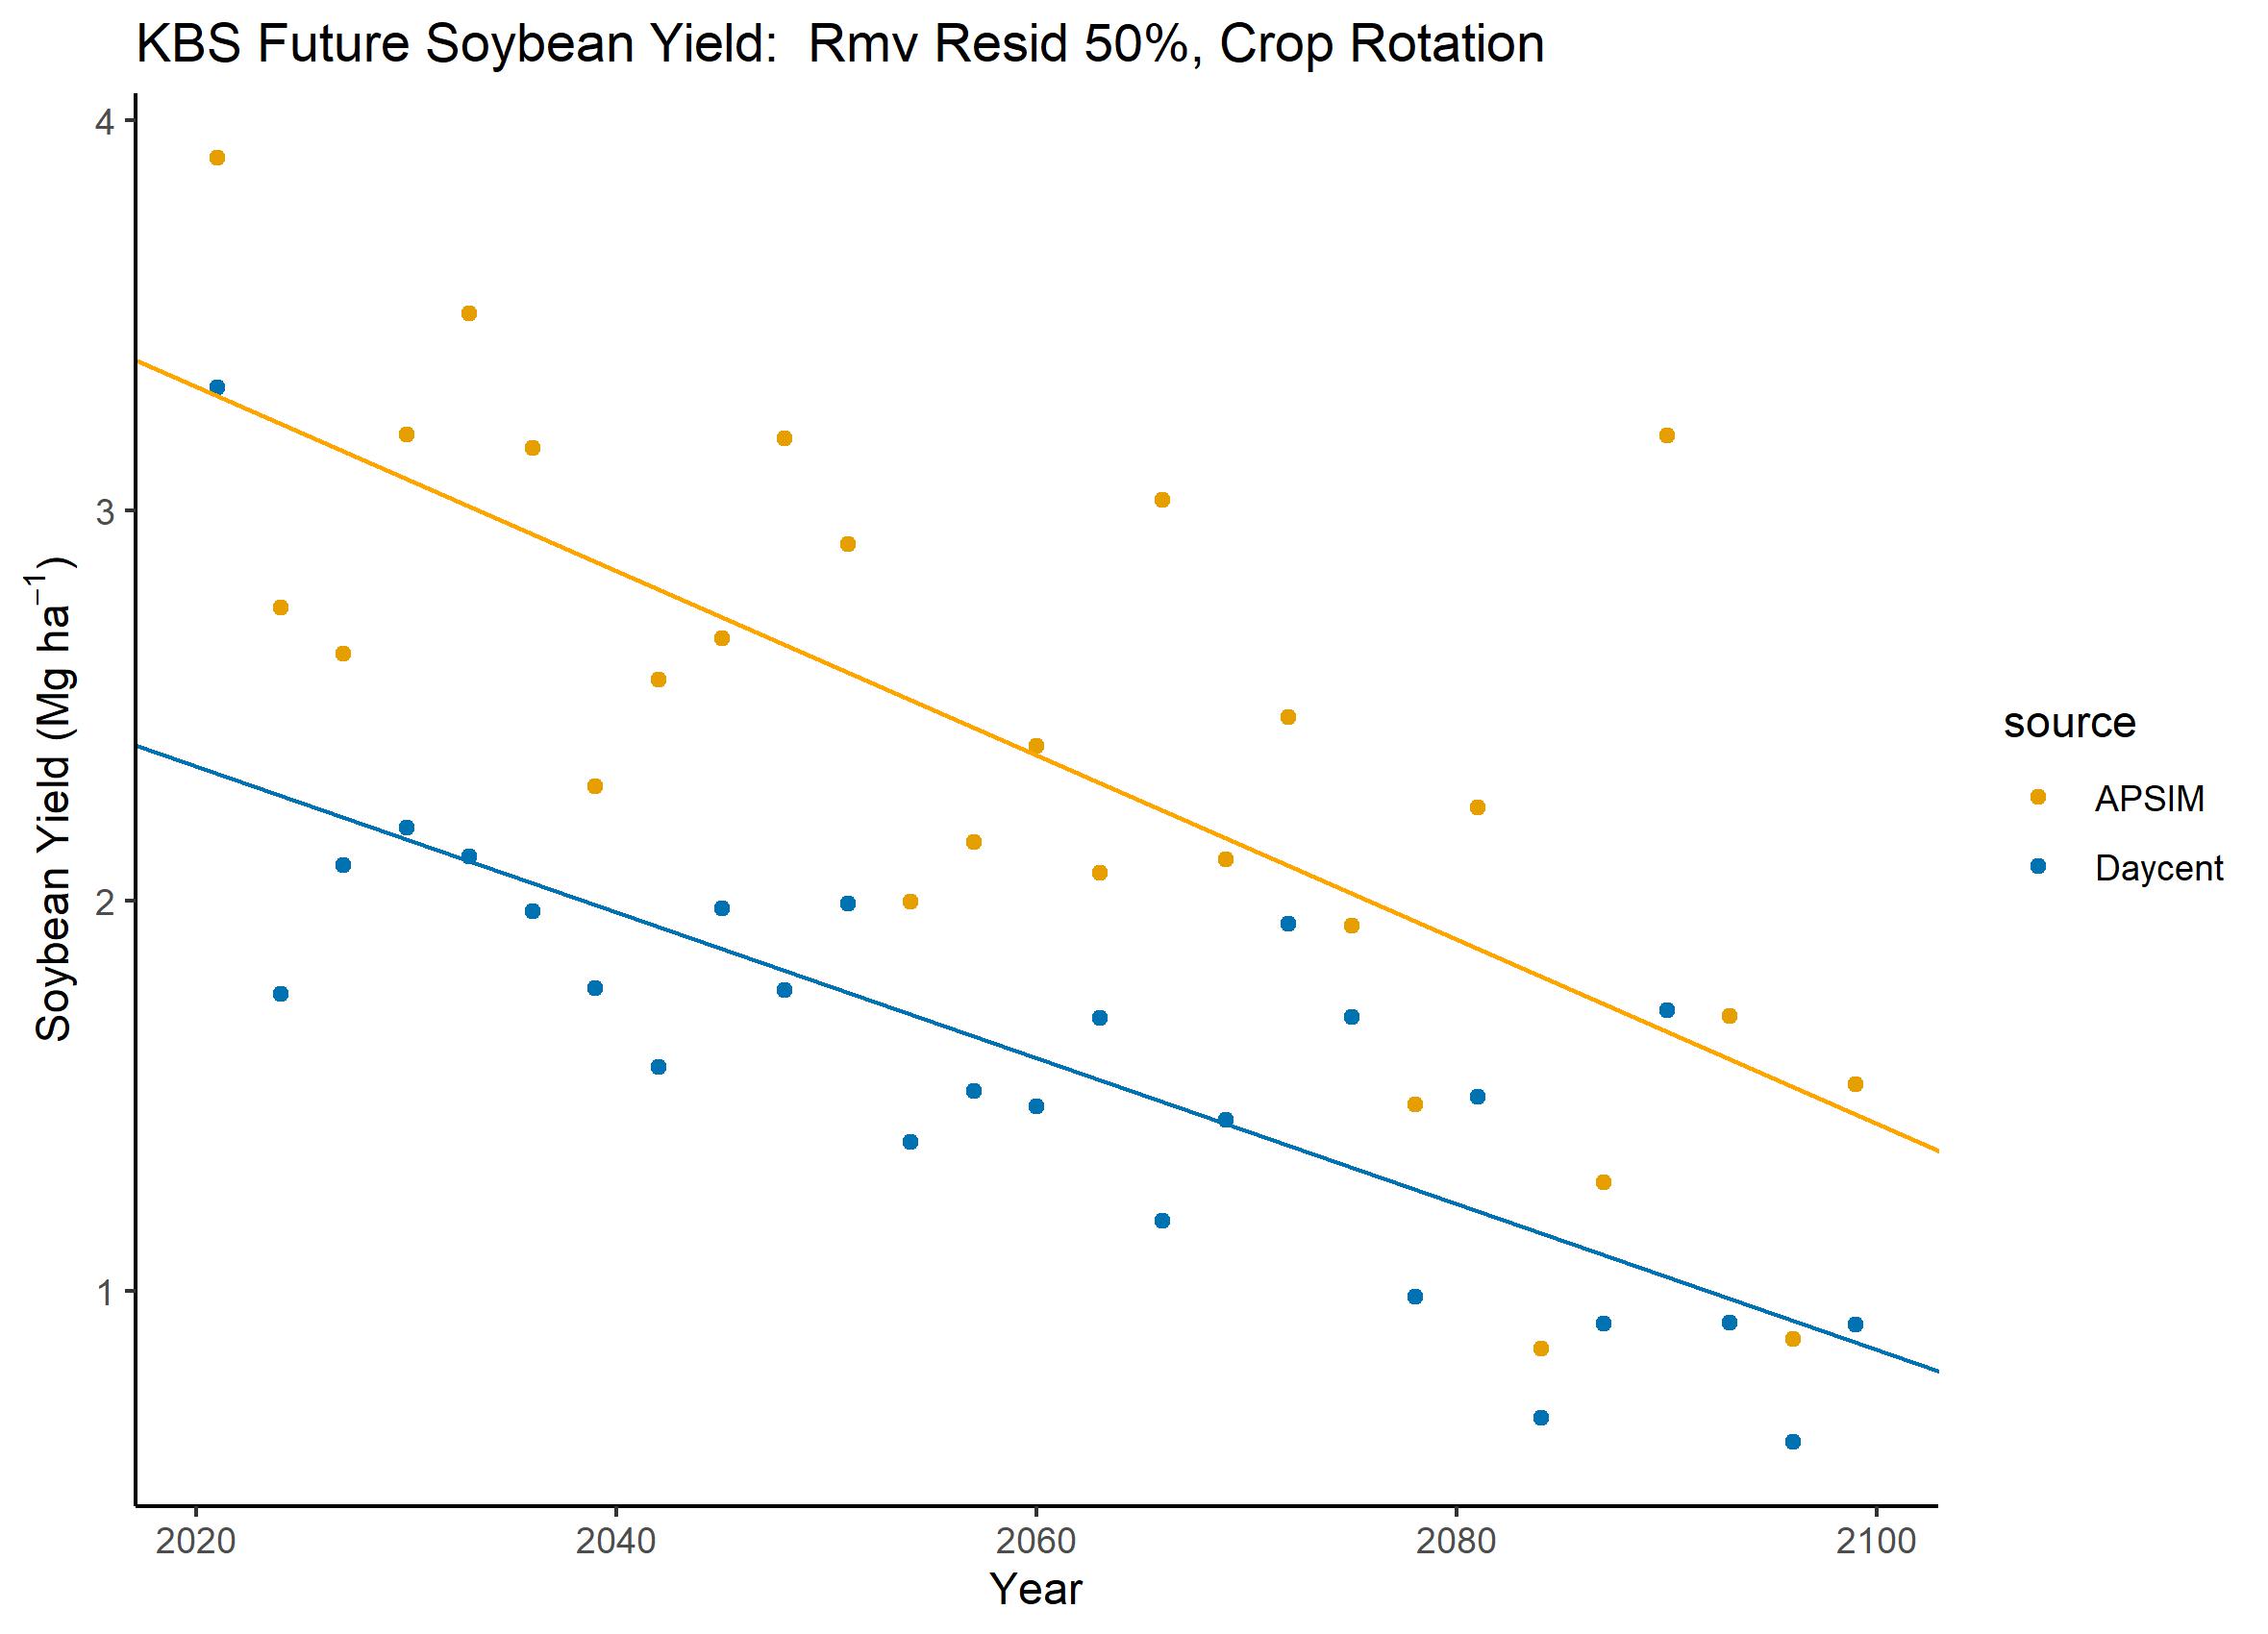 KBS Future Soybean Yield:  Rmv Resid 50%, Crop Rotation
Soybean Yield (Mg ha⁻¹)
4
3
2
1
2020 2040 2060 2080 2100
Year
source
APSIM
Daycent